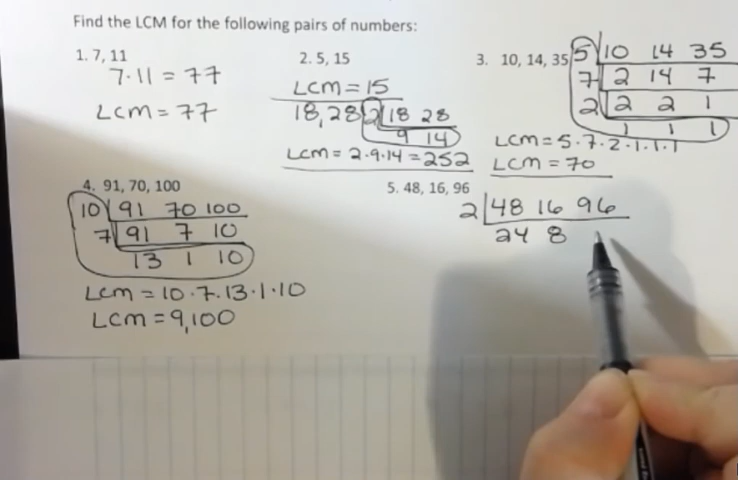 Find the LCM for the following pairs of numbers:
1. 7, 11
7·11 = 77
LCM = 77
2. 5, 15
LCM = 15
18,28 2 18 28
9 14
LCM = 2·9·14 = 252
3. 10, 14, 35
5 10 14 35
7 2 14 7
2 2 2 1
1 1 1
LCM = 5·7·2·1·1·1
LCM = 70
4. 91, 70, 100
10 91 70 100
7 91 7 10
13 1 10
LCM = 10·7·13·1·10
LCM = 9,100
5. 48, 16, 96
2 48 16 96
24 8